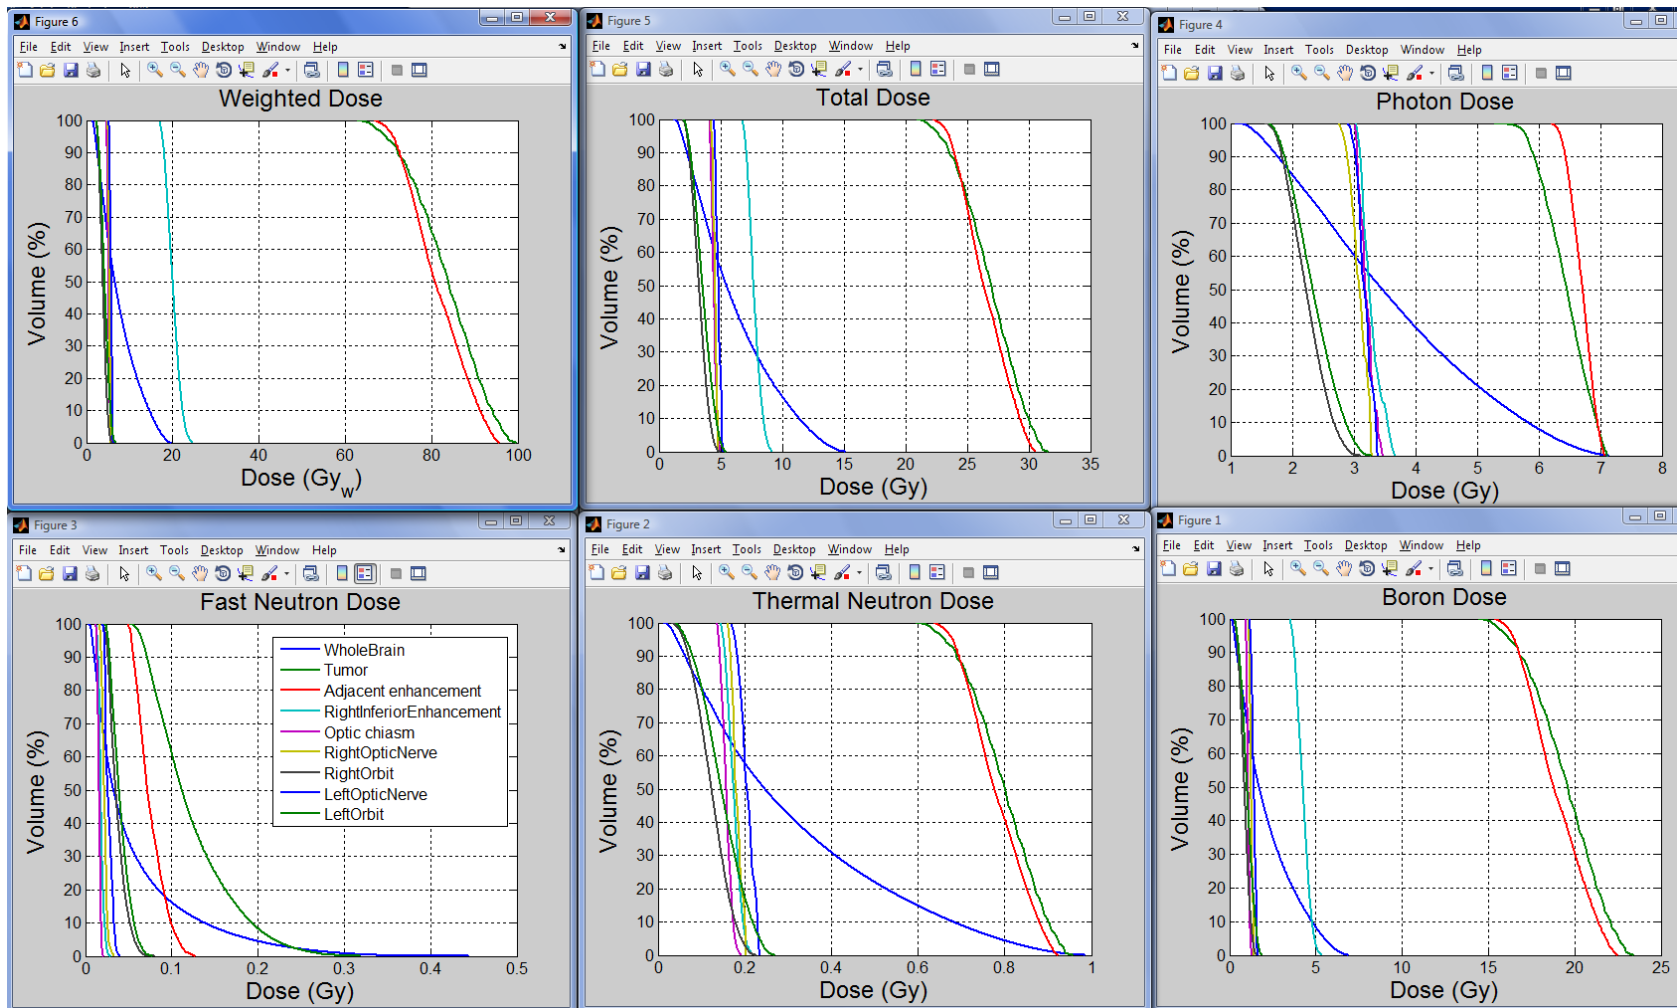 Figure 6
File Edit View Insert Tools Desktop Window Help
Weighted Dose
Volume (%)
100
90
80
70
60
50
40
30
20
10
0
0 20 40 60 80 100
Dose (Gyw)
Figure 5
File Edit View Insert Tools Desktop Window Help
Total Dose
Volume (%)
100
90
80
70
60
50
40
30
20
10
0
0 5 10 15 20 25 30 35
Dose (Gy)
Figure 4
File Edit View Insert Tools Desktop Window Help
Photon Dose
Volume (%)
100
90
80
70
60
50
40
30
20
10
0
1 2 3 4 5 6 7 8
Dose (Gy)
Figure 3
File Edit View Insert Tools Desktop Window Help
Fast Neutron Dose
Volume (%)
100
90
80
70
60
50
40
30
20
10
0
WholeBrain
Tumor
Adjacent enhancement
RightInferiorEnhancement
Optic chiasm
RightOpticNerve
RightOrbit
LeftOpticNerve
LeftOrbit
0 0.1 0.2 0.3 0.4 0.5
Dose (Gy)
Figure 2
File Edit View Insert Tools Desktop Window Help
Thermal Neutron Dose
Volume (%)
100
90
80
70
60
50
40
30
20
10
0
0 0.2 0.4 0.6 0.8 1
Dose (Gy)
Figure 1
File Edit View Insert Tools Desktop Window Help
Boron Dose
Volume (%)
100
90
80
70
60
50
40
30
20
10
0
0 5 10 15 20 25
Dose (Gy)